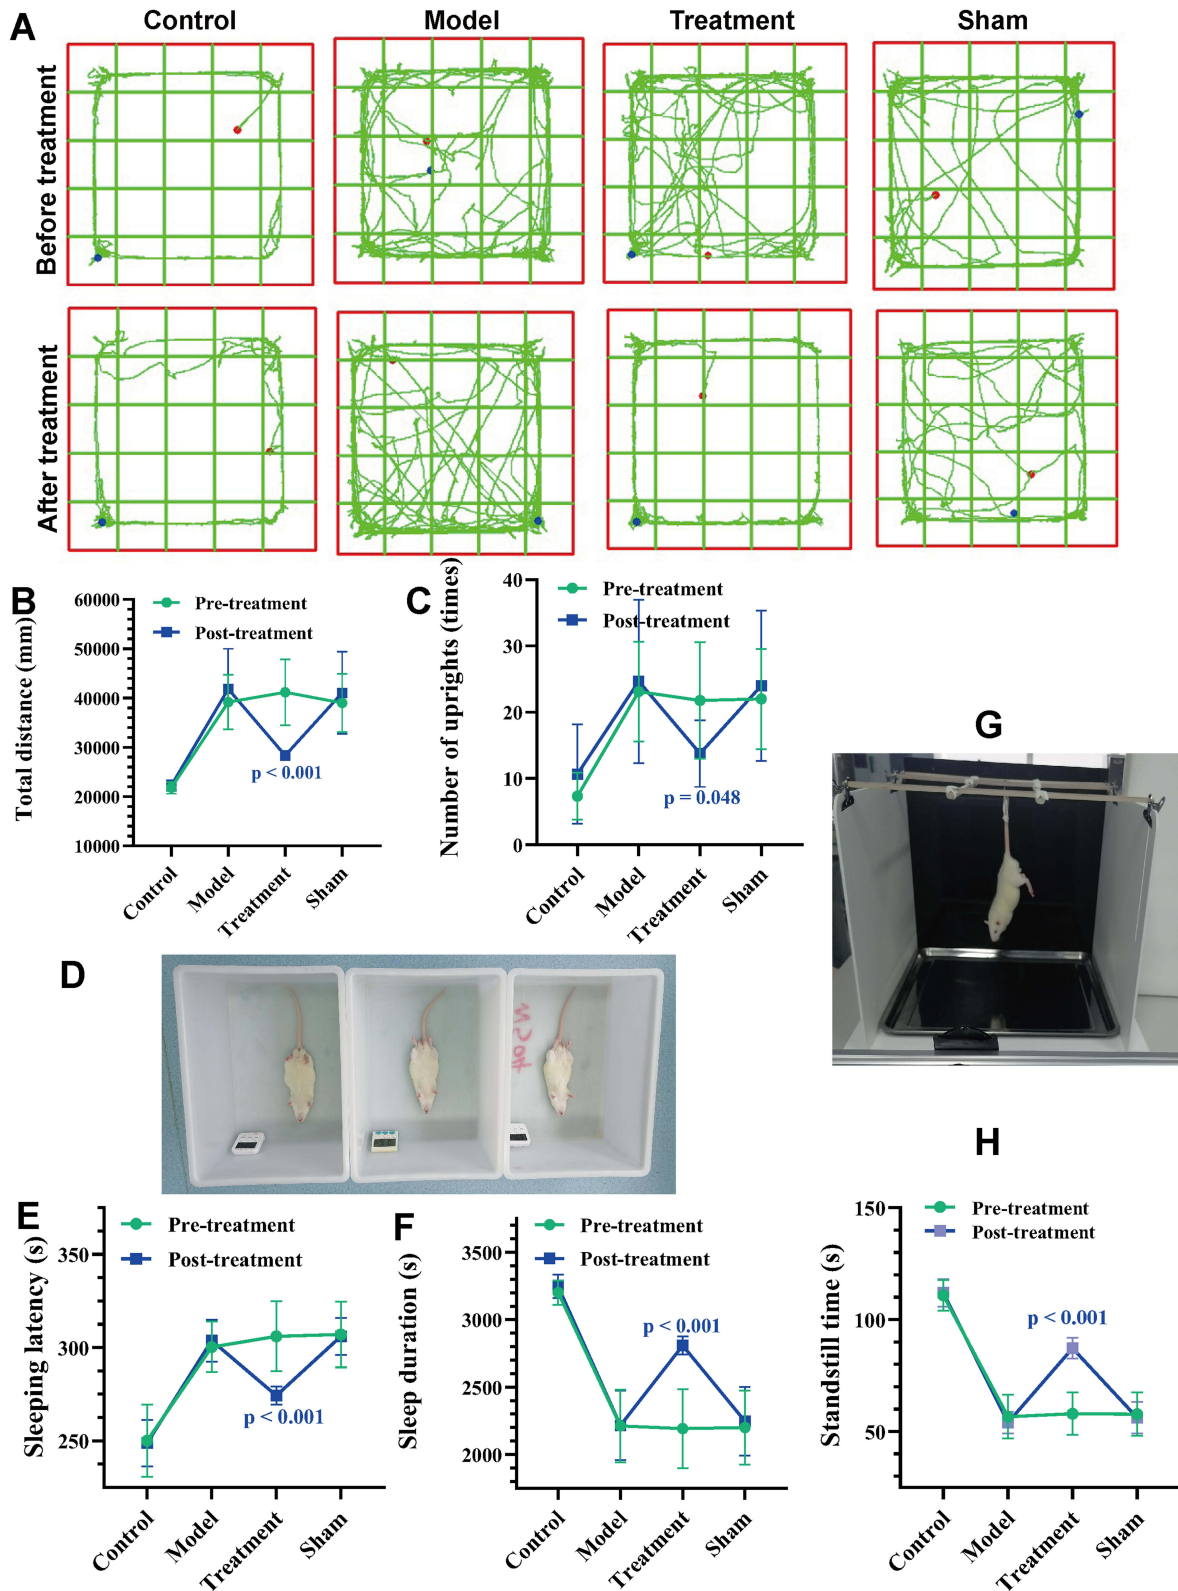 A
Control
Model
Treatment
Sham
Before treatment
After treatment
B
Pre-treatment
Post-treatment
Total distance (mm)
60000
50000
40000
30000
20000
10000
p < 0.001
Control
Model
Treatment
Sham
C
Pre-treatment
Post-treatment
Number of uprights (times)
40
30
20
10
0
p = 0.048
Control
Model
Treatment
Sham
D
G
E
Pre-treatment
Post-treatment
Sleeping latency (s)
350
300
250
p < 0.001
Control
Model
Treatment
Sham
F
Pre-treatment
Post-treatment
Sleep duration (s)
3500
3000
2500
2000
p < 0.001
Control
Model
Treatment
Sham
H
Pre-treatment
Post-treatment
Standstill time (s)
150
100
50
p < 0.001
Control
Model
Treatment
Sham